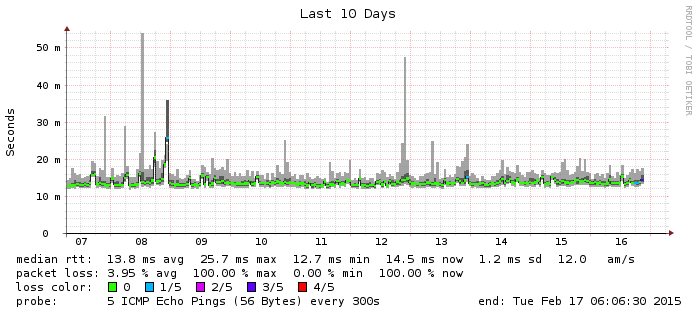 Last 10 Days
RRDTOOL / TOBI OETIKER
Seconds
50 m
40 m
30 m
20 m
10 m
0
07 08 09 10 11 12 13 14 15 16
median rtt: 13.8 ms avg 25.7 ms max 12.7 ms min 14.5 ms now 1.2 ms sd 12.0 am/s
packet loss: 3.95 % avg 100.00 % max 0.00 % min 100.00 % now
loss color: 0 1/5 2/5 3/5 4/5
probe: 5 ICMP Echo Pings (56 Bytes) every 300s end: Tue Feb 17 06:06:30 2015